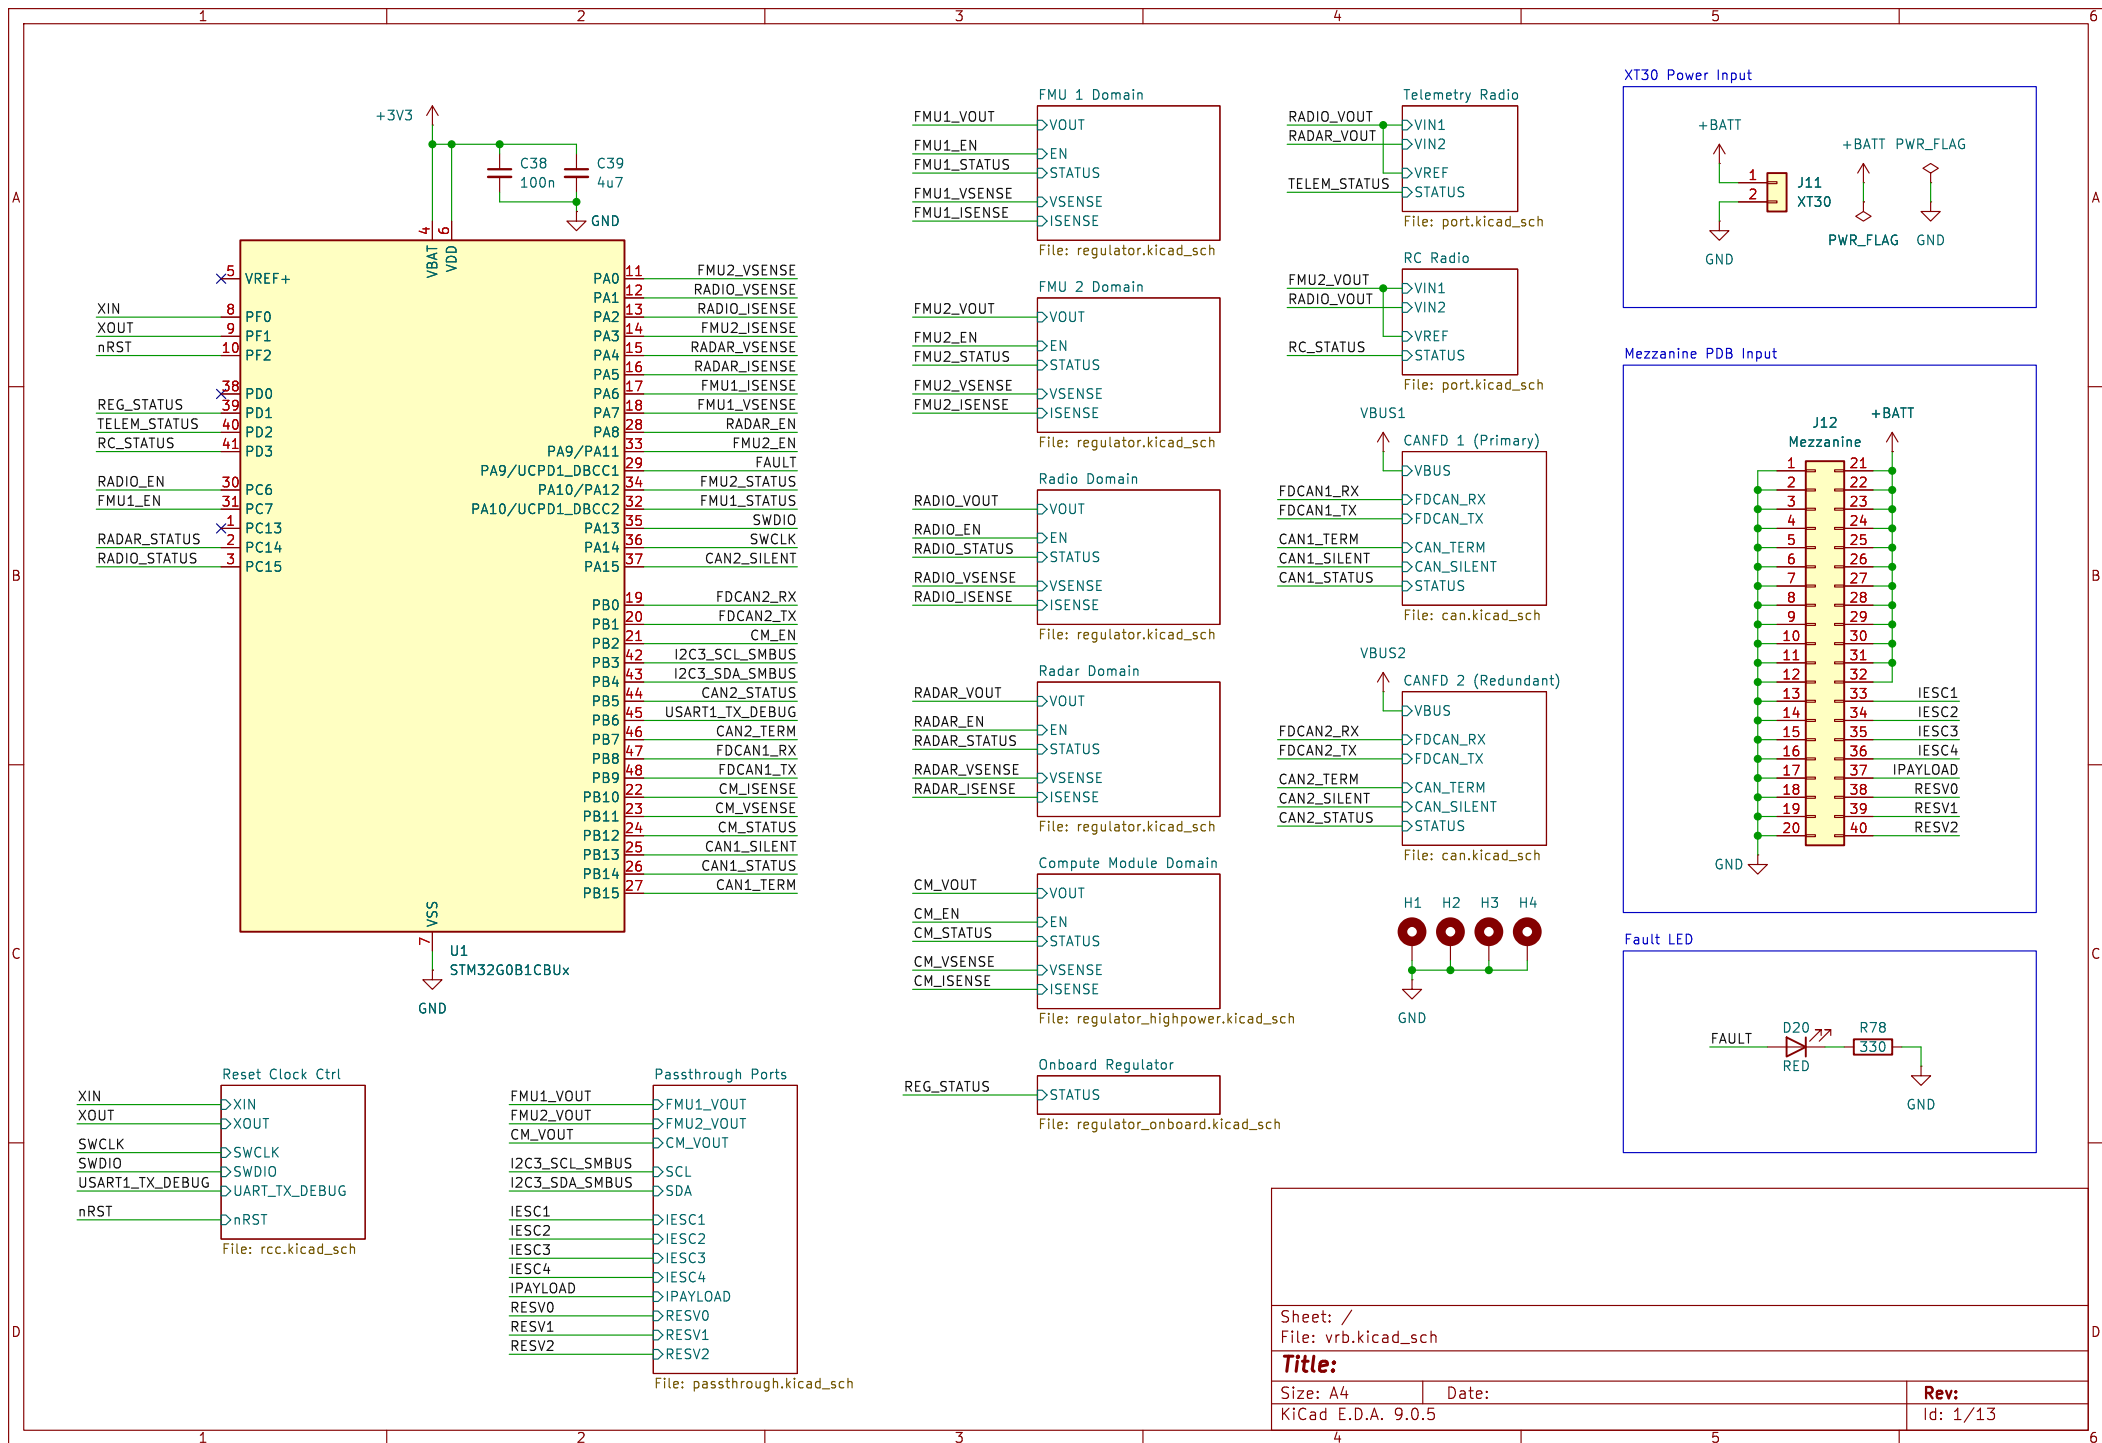 1 2 3 4 5 6
A
B
C
D
+3V3
C38
100n
C39
4u7
GND
4 6
VBAT VDD
5 VREF+
XIN 8 PF0
XOUT 9 PF1
nRST 10 PF2
38 PD0
REG_STATUS 39 PD1
TELEM_STATUS 40 PD2
RC_STATUS 41 PD3
RADIO_EN 30 PC6
FMU1_EN 31 PC7
1 PC13
RADAR_STATUS 2 PC14
RADIO_STATUS 3 PC15
PA0 11 FMU2_VSENSE
PA1 12 RADIO_VSENSE
PA2 13 RADIO_ISENSE
PA3 14 FMU2_ISENSE
PA4 15 RADAR_VSENSE
PA5 16 RADAR_ISENSE
PA6 17 FMU1_ISENSE
PA7 18 FMU1_VSENSE
PA8 28 RADAR_EN
PA9/PA11 33 FMU2_EN
PA9/UCPD1_DBCC1 29 FAULT
PA10/PA12 34 FMU2_STATUS
PA10/UCPD1_DBCC2 32 FMU1_STATUS
PA13 35 SWDIO
PA14 36 SWCLK
PA15 37 CAN2_SILENT
PB0 19 FDCAN2_RX
PB1 20 FDCAN2_TX
PB2 21 CM_EN
PB3 42 I2C3_SCL_SMBUS
PB4 43 I2C3_SDA_SMBUS
PB5 44 CAN2_STATUS
PB6 45 USART1_TX_DEBUG
PB7 46 CAN2_TERM
PB8 47 FDCAN1_RX
PB9 48 FDCAN1_TX
PB10 22 CM_ISENSE
PB11 23 CM_VSENSE
PB12 24 CM_STATUS
PB13 25 CAN1_SILENT
PB14 26 CAN1_STATUS
PB15 27 CAN1_TERM
VSS
7
U1
STM32G0B1CBUx
GND
Reset Clock Ctrl
XIN XIN
XOUT XOUT
SWCLK SWCLK
SWDIO SWDIO
USART1_TX_DEBUG UART_TX_DEBUG
nRST nRST
File: rcc.kicad_sch
Passthrough Ports
FMU1_VOUT FMU1_VOUT
FMU2_VOUT FMU2_VOUT
CM_VOUT CM_VOUT
I2C3_SCL_SMBUS SCL
I2C3_SDA_SMBUS SDA
IESC1 IESC1
IESC2 IESC2
IESC3 IESC3
IESC4 IESC4
IPAYLOAD IPAYLOAD
RESV0 RESV0
RESV1 RESV1
RESV2 RESV2
File: passthrough.kicad_sch
FMU 1 Domain
FMU1_VOUT VOUT
FMU1_EN EN
FMU1_STATUS STATUS
FMU1_VSENSE VSENSE
FMU1_ISENSE ISENSE
File: regulator.kicad_sch
FMU 2 Domain
FMU2_VOUT VOUT
FMU2_EN EN
FMU2_STATUS STATUS
FMU2_VSENSE VSENSE
FMU2_ISENSE ISENSE
File: regulator.kicad_sch
Radio Domain
RADIO_VOUT VOUT
RADIO_EN EN
RADIO_STATUS STATUS
RADIO_VSENSE VSENSE
RADIO_ISENSE ISENSE
File: regulator.kicad_sch
Radar Domain
RADAR_VOUT VOUT
RADAR_EN EN
RADAR_STATUS STATUS
RADAR_VSENSE VSENSE
RADAR_ISENSE ISENSE
File: regulator.kicad_sch
Compute Module Domain
CM_VOUT VOUT
CM_EN EN
CM_STATUS STATUS
CM_VSENSE VSENSE
CM_ISENSE ISENSE
File: regulator_highpower.kicad_sch
Onboard Regulator
REG_STATUS STATUS
File: regulator_onboard.kicad_sch
Telemetry Radio
RADIO_VOUT VIN1
RADAR_VOUT VIN2
VREF
TELEM_STATUS STATUS
File: port.kicad_sch
RC Radio
FMU2_VOUT VIN1
RADIO_VOUT VIN2
VREF
RC_STATUS STATUS
File: port.kicad_sch
VBUS1
CANFD 1 (Primary)
VBUS
FDCAN1_RX FDCAN_RX
FDCAN1_TX FDCAN_TX
CAN1_TERM CAN_TERM
CAN1_SILENT CAN_SILENT
CAN1_STATUS STATUS
File: can.kicad_sch
VBUS2
CANFD 2 (Redundant)
VBUS
FDCAN2_RX FDCAN_RX
FDCAN2_TX FDCAN_TX
CAN2_TERM CAN_TERM
CAN2_SILENT CAN_SILENT
CAN2_STATUS STATUS
File: can.kicad_sch
H1 H2 H3 H4
GND
XT30 Power Input
+BATT
+BATT PWR_FLAG
1 J11
2 XT30
PWR_FLAG GND
GND
Mezzanine PDB Input
J12 +BATT
Mezzanine
1 21
2 22
3 23
4 24
5 25
6 26
7 27
8 28
9 29
10 30
11 31
12 32
13 33 IESC1
14 34 IESC2
15 35 IESC3
16 36 IESC4
17 37 IPAYLOAD
18 38 RESV0
19 39 RESV1
20 40 RESV2
GND
Fault LED
FAULT D20 R78
330
RED
GND
Sheet: /
File: vrb.kicad_sch
Title:
Size: A4 Date: Rev:
KiCad E.D.A. 9.0.5 Id: 1/13
A
B
C
D
1 2 3 4 5 6